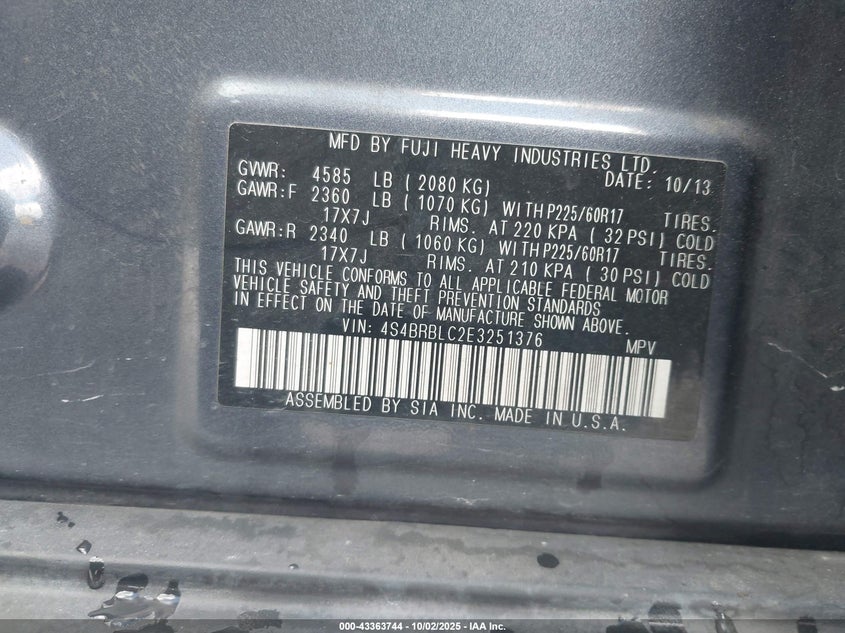 MFD BY FUJI HEAVY INDUSTRIES LTD.
GVWR: 4585 LB ( 2080 KG) DATE: 10/13
GAWR:F 2360 LB ( 1070 KG) WITH P225/60R17 TIRES.
17X7J RIMS. AT 220 KPA ( 32 PSI) COLD
GAWR:R 2340 LB ( 1060 KG) WITH P225/60R17 TIRES.
17X7J RIMS. AT 210 KPA ( 30 PSI) COLD
THIS VEHICLE CONFORMS TO ALL APPLICABLE FEDERAL MOTOR
VEHICLE SAFETY AND THEFT PREVENTION STANDARDS
IN EFFECT ON THE DATE OF MANUFACTURE SHOWN ABOVE.
VIN: 4S4BRBLC2E3251376 MPV
ASSEMBLED BY SIA INC. MADE IN U.S.A.
000-43363744 - 10/02/2025 - IAA Inc.